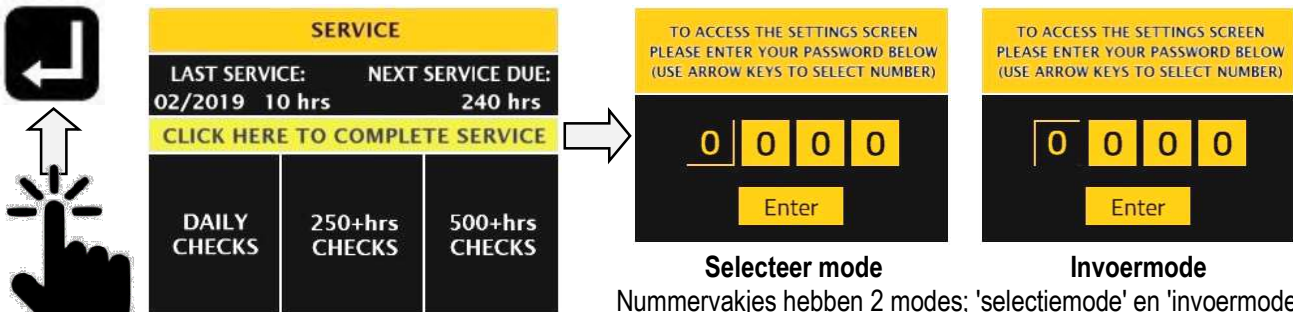 SERVICE
LAST SERVICE: NEXT SERVICE DUE:
02/2019 10 hrs 240 hrs
CLICK HERE TO COMPLETE SERVICE
DAILY
CHECKS
250+hrs
CHECKS
500+hrs
CHECKS
TO ACCESS THE SETTINGS SCREEN
PLEASE ENTER YOUR PASSWORD BELOW
(USE ARROW KEYS TO SELECT NUMBER)
0 0 0 0
Enter
Selecteer mode
TO ACCESS THE SETTINGS SCREEN
PLEASE ENTER YOUR PASSWORD BELOW
(USE ARROW KEYS TO SELECT NUMBER)
0 0 0 0
Enter
Invoermode
Nummervakjes hebben 2 modes; 'selectiemode' en 'invoermode